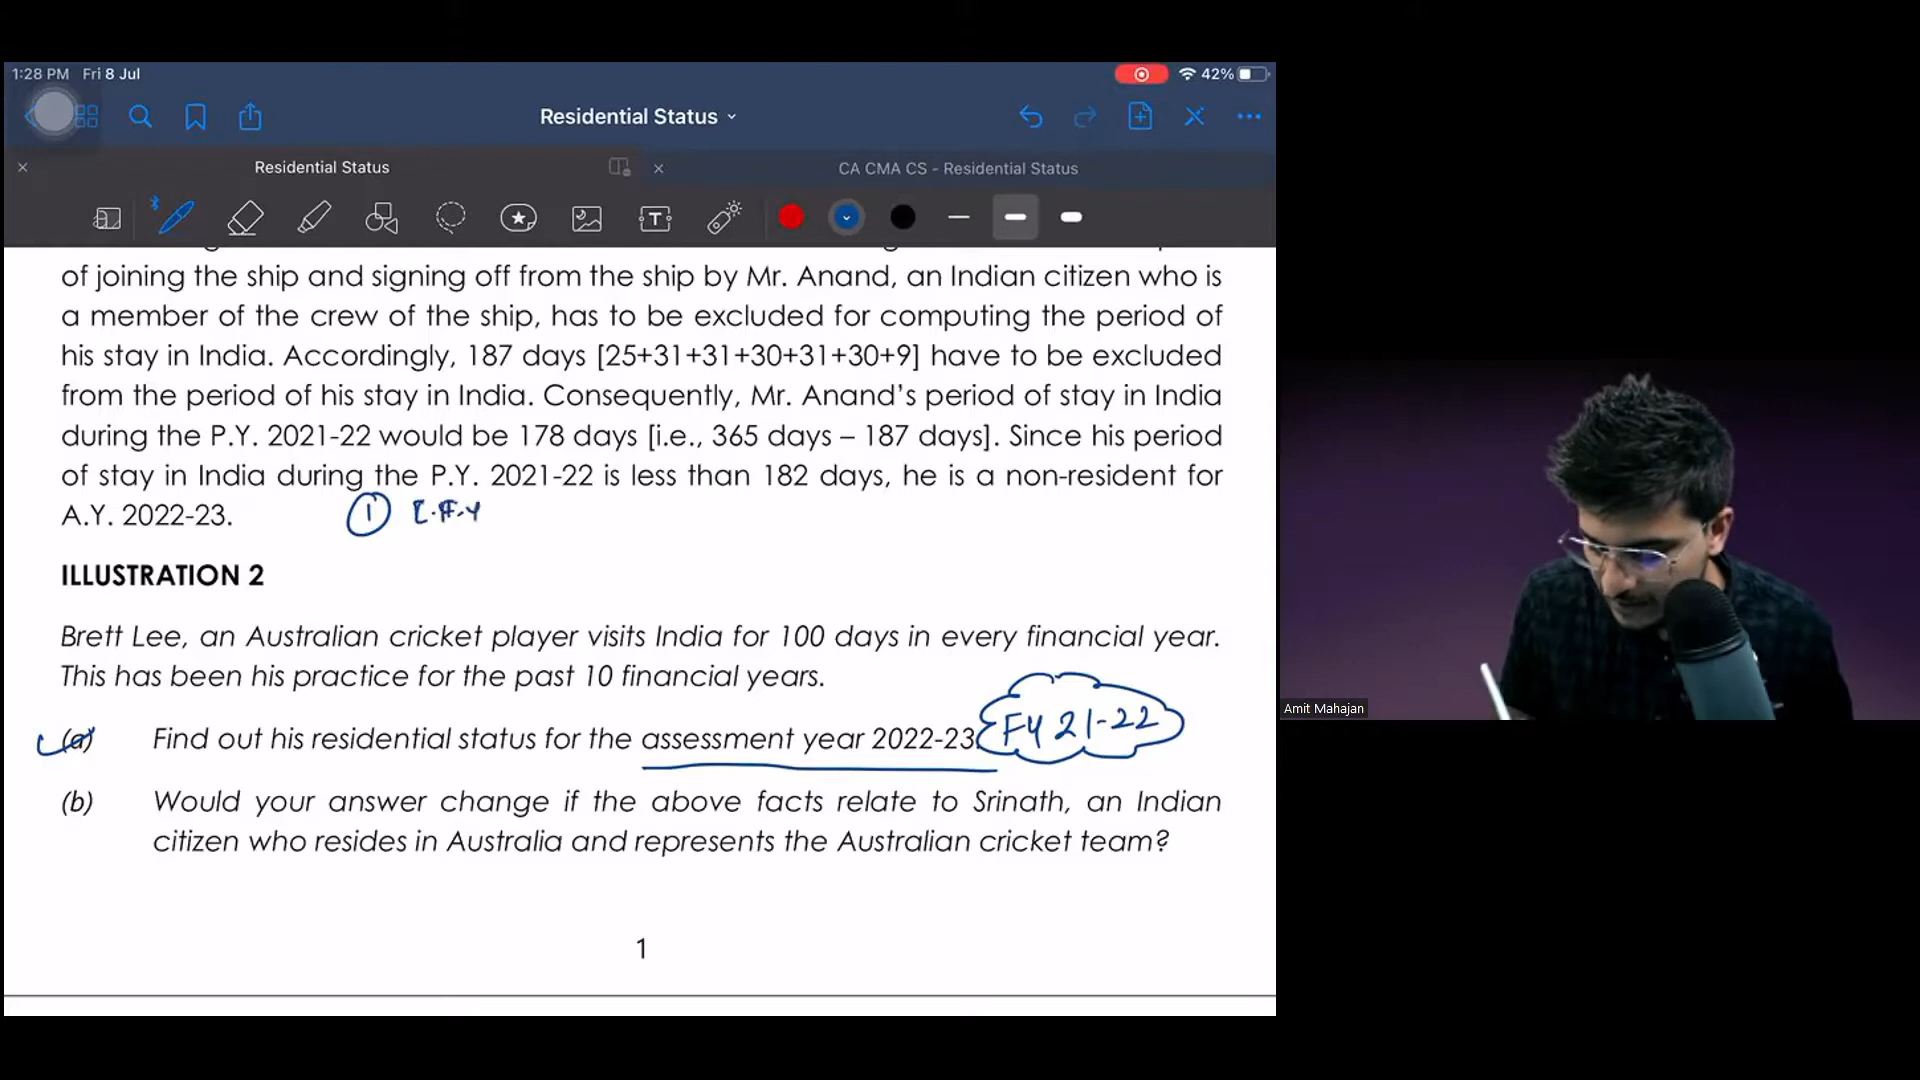 1:28 PM Fri 8 Jul
42%
Residential Status
Residential Status
CA CMA CS - Residential Status
T
of joining the ship and signing off from the ship by Mr. Anand, an Indian citizen who is
a member of the crew of the ship, has to be excluded for computing the period of
his stay in India. Accordingly, 187 days [25+31+31+30+31+30+9] have to be excluded
from the period of his stay in India. Consequently, Mr. Anand's period of stay in India
during the P.Y. 2021-22 would be 178 days [i.e., 365 days – 187 days]. Since his period
of stay in India during the P.Y. 2021-22 is less than 182 days, he is a non-resident for
A.Y. 2022-23.
1
ILLUSTRATION 2
Brett Lee, an Australian cricket player visits India for 100 days in every financial year.
This has been his practice for the past 10 financial years.
(a) Find out his residential status for the assessment year 2022-23. FY 21-22
(b) Would your answer change if the above facts relate to Srinath, an Indian
citizen who resides in Australia and represents the Australian cricket team?
1
Amit Mahajan